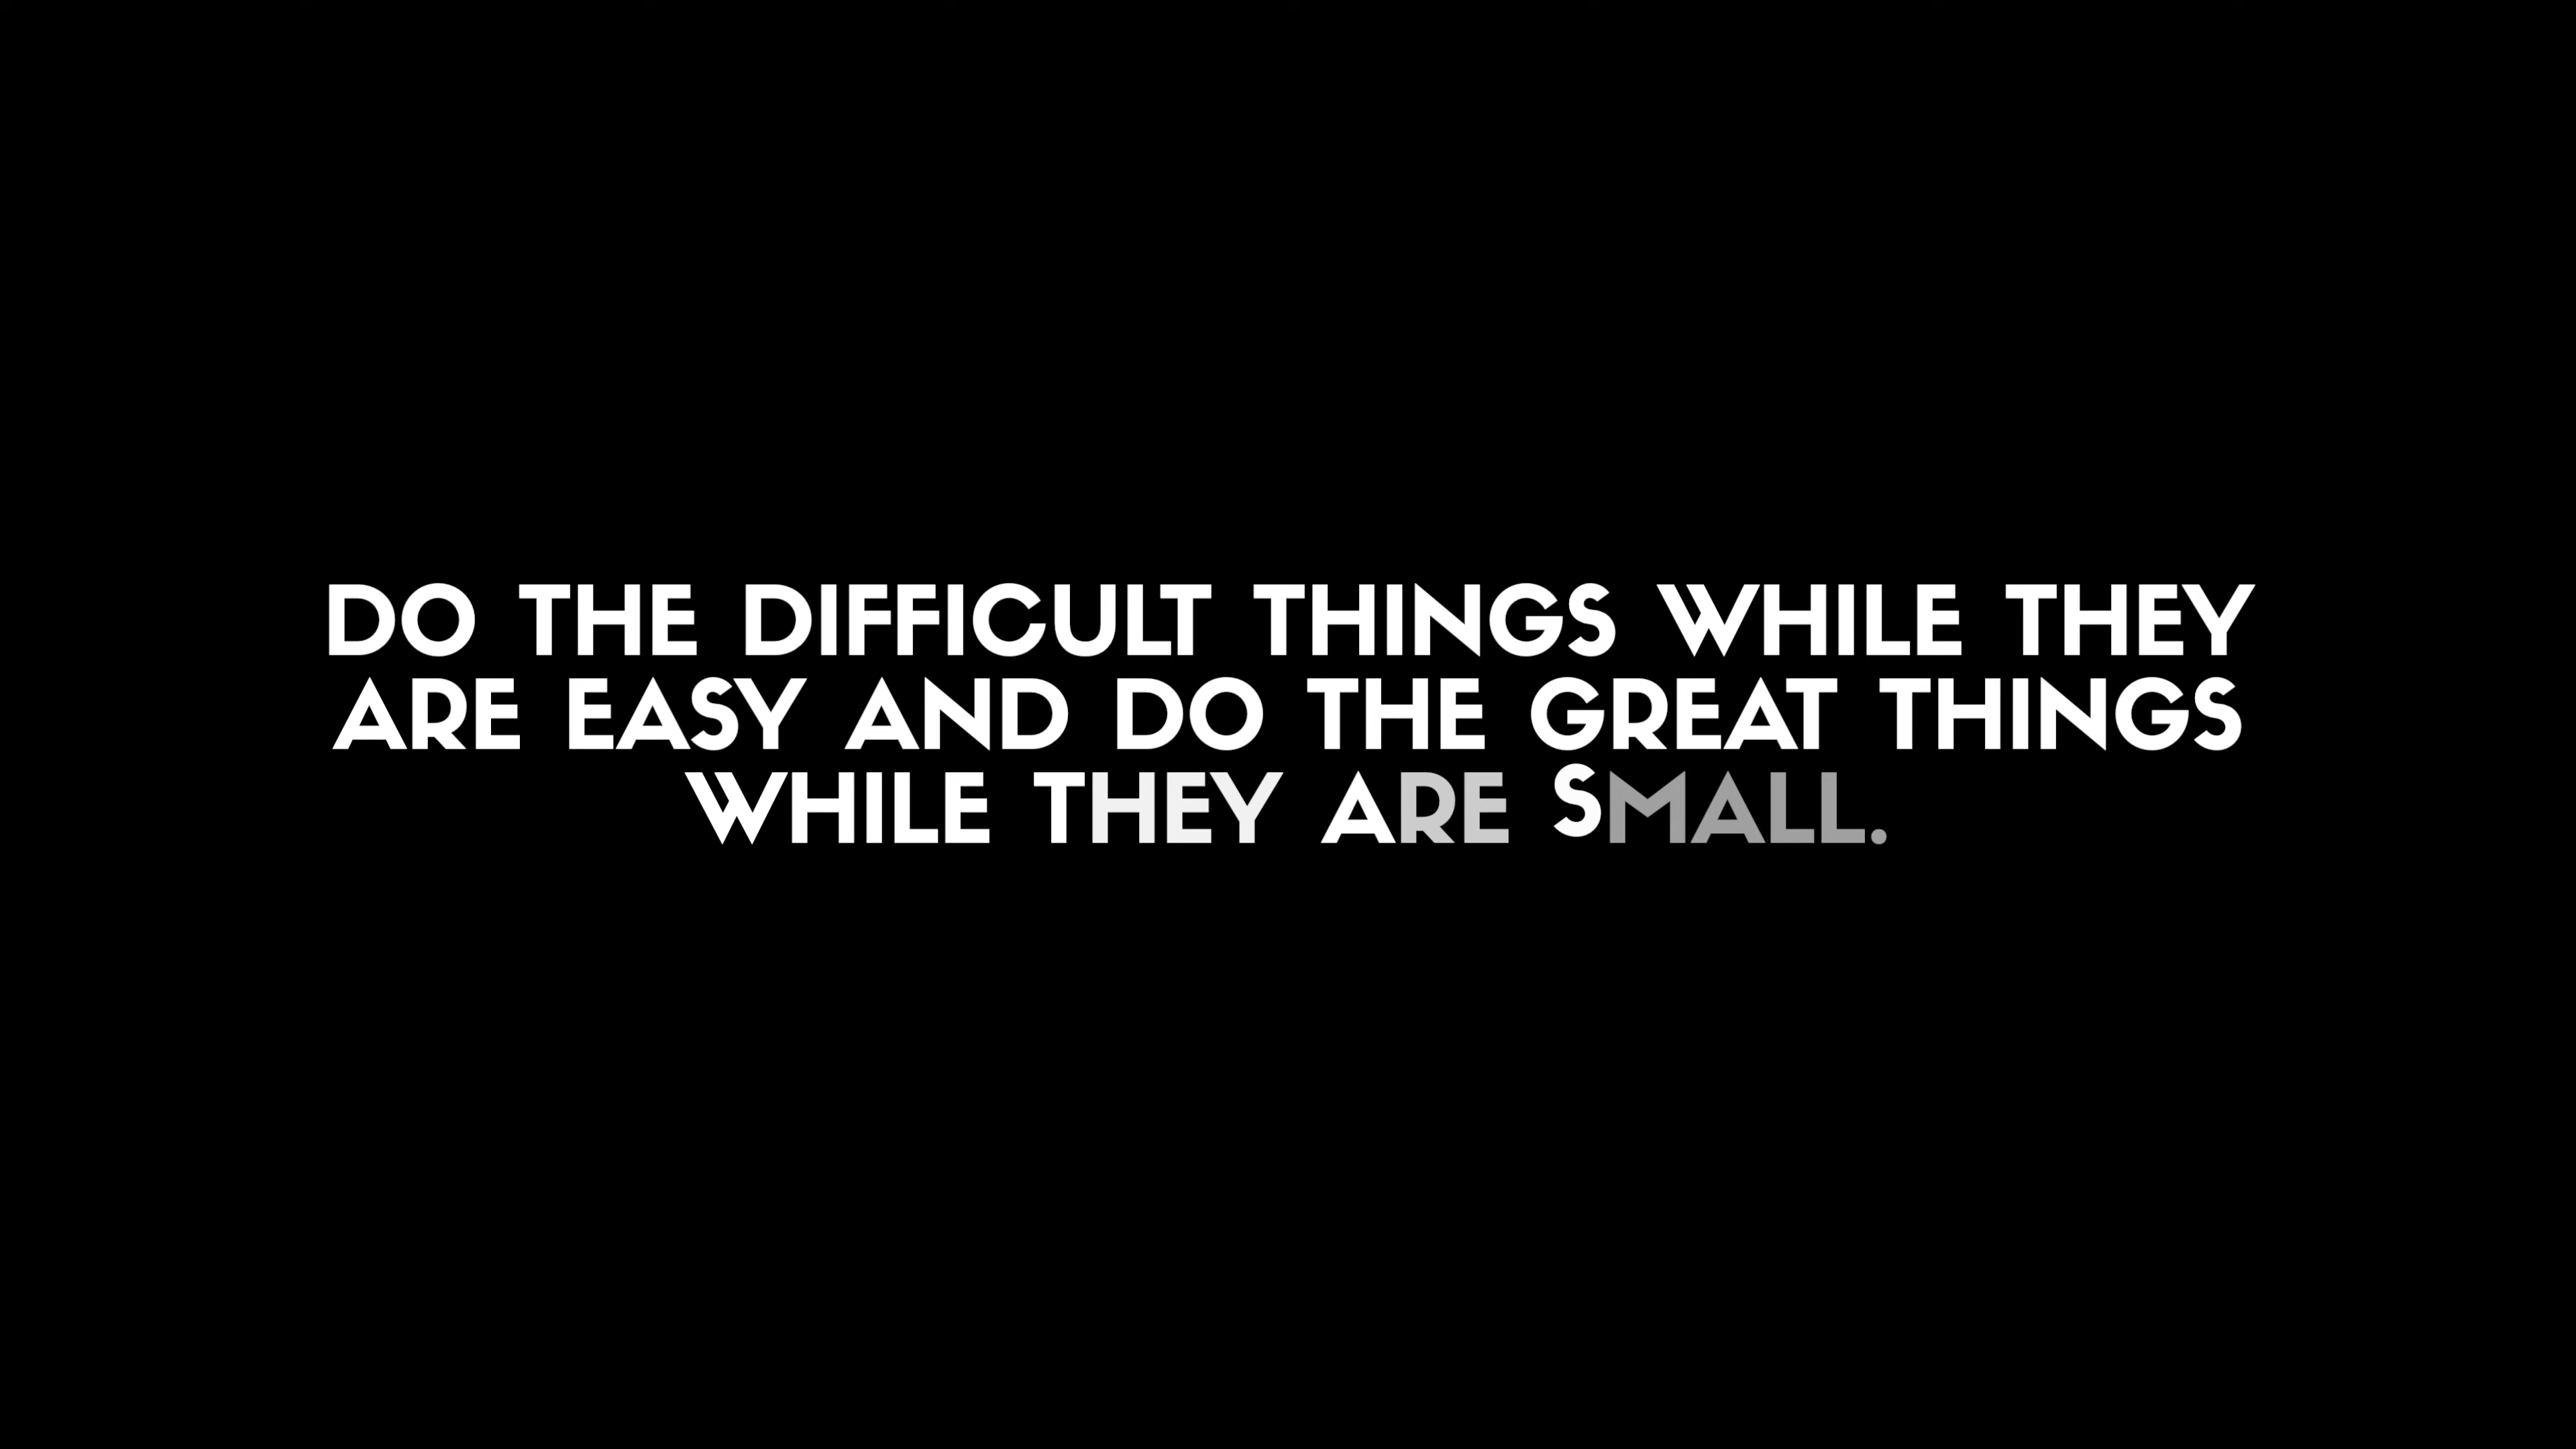 DO THE DIFFICULT THINGS WHILE THEY
ARE EASY AND DO THE GREAT THINGS
WHILE THEY ARE SMALL.